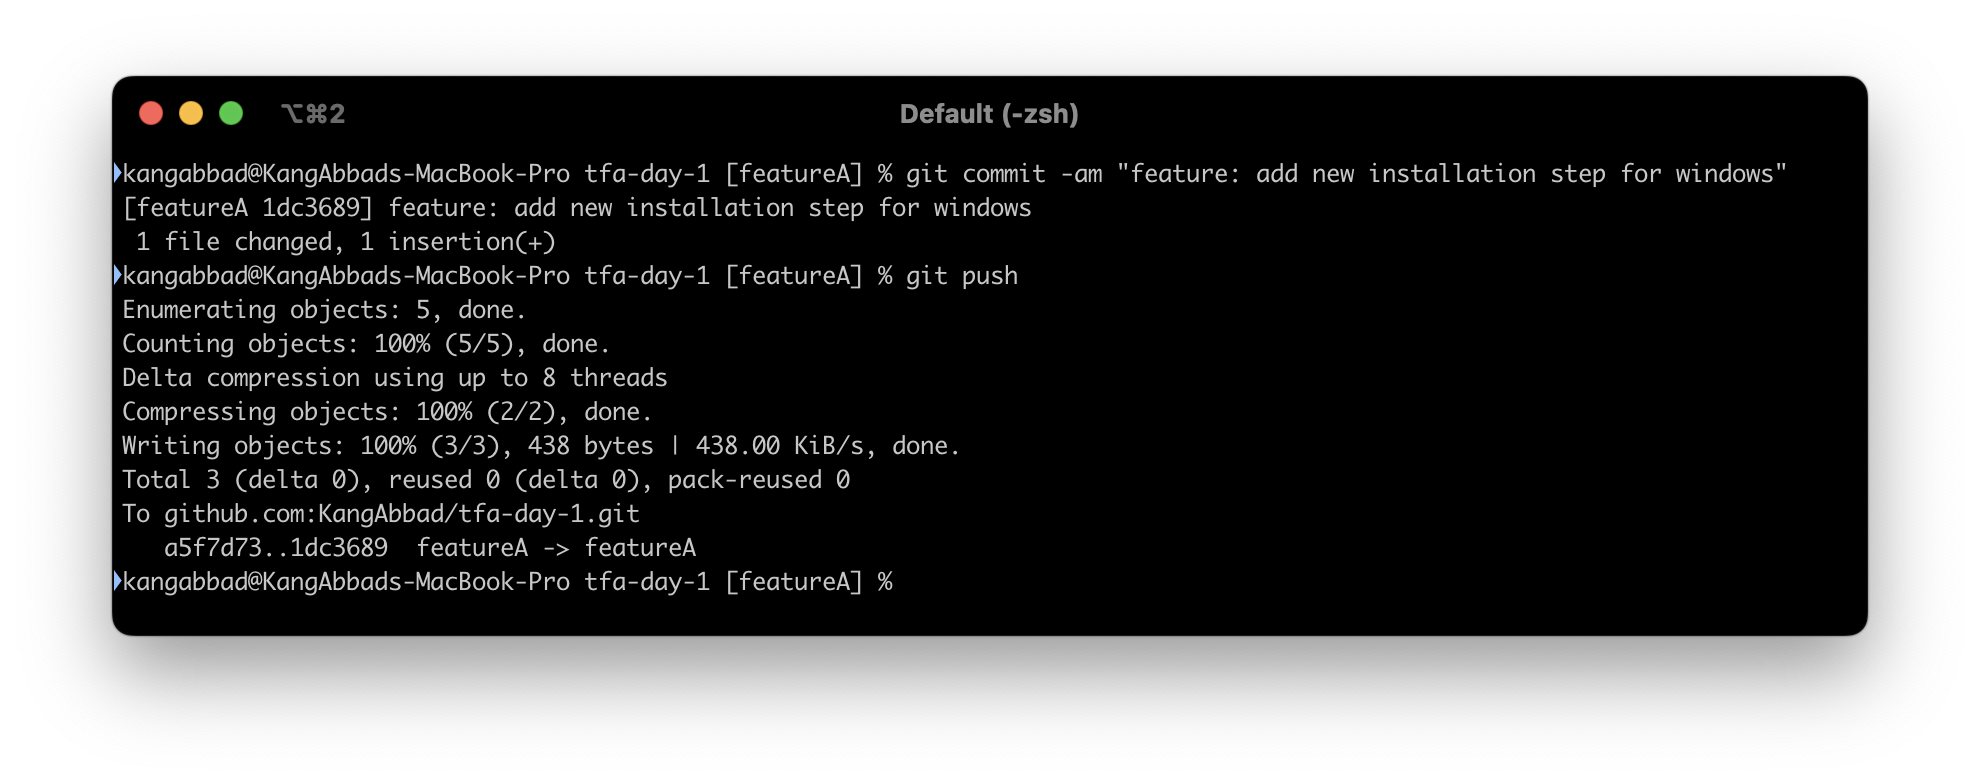 ⌥⌘2
Default (-zsh)
kangabbad@KangAbbads-MacBook-Pro tfa-day-1 [featureA] % git commit -am "feature: add new installation step for windows"
[featureA 1dc3689] feature: add new installation step for windows
 1 file changed, 1 insertion(+)
kangabbad@KangAbbads-MacBook-Pro tfa-day-1 [featureA] % git push
Enumerating objects: 5, done.
Counting objects: 100% (5/5), done.
Delta compression using up to 8 threads
Compressing objects: 100% (2/2), done.
Writing objects: 100% (3/3), 438 bytes | 438.00 KiB/s, done.
Total 3 (delta 0), reused 0 (delta 0), pack-reused 0
To github.com:KangAbbad/tfa-day-1.git
   a5f7d73..1dc3689  featureA -> featureA
kangabbad@KangAbbads-MacBook-Pro tfa-day-1 [featureA] %